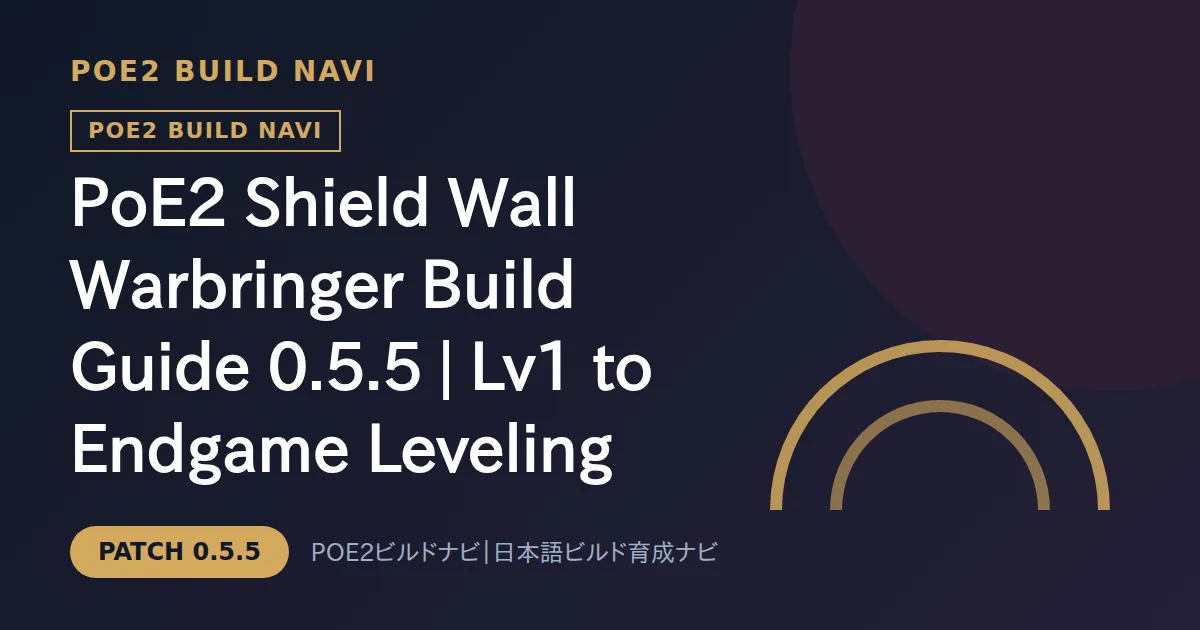 POE2 BUILD NAVI
POE2 BUILD NAVI
PoE2 Shield Wall
Warbringer Build
Guide 0.5.5 | Lv1 to
Endgame Leveling
PATCH 0.5.5
POE2ビルドナビ|日本語ビルド育成ナビ